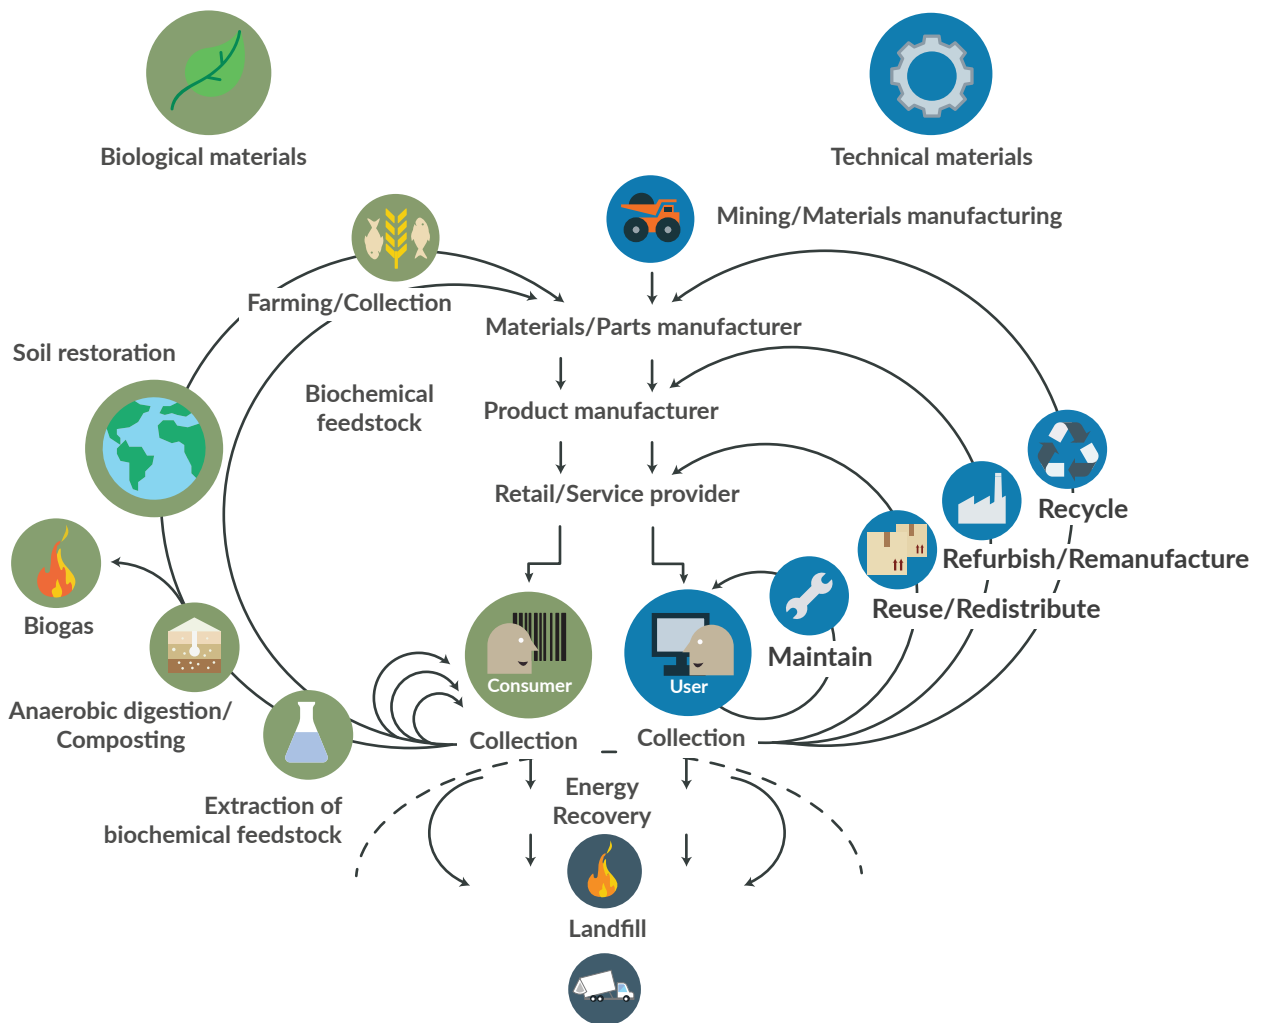 Biological materials
Technical materials
Mining/Materials manufacturing
Farming/Collection
Materials/Parts manufacturer
Soil restoration
Biochemical
feedstock
Product manufacturer
Retail/Service provider
Recycle
Refurbish/Remanufacture
Reuse/Redistribute
Biogas
Maintain
Consumer
User
Anaerobic digestion/
Composting
Collection
Collection
Energy
Recovery
Extraction of
biochemical feedstock
Landfill